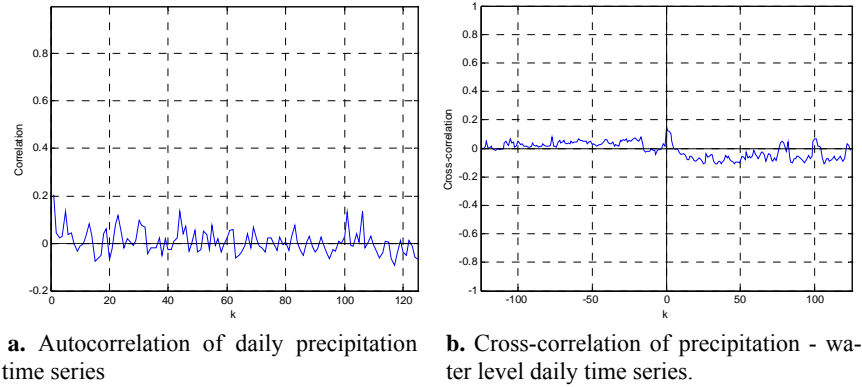 0.8
0.6
0.4
0.2
0
-0.2
0 20 40 60 80 100 120
k
Correlation
1
0.8
0.6
0.4
0.2
0
-0.2
-0.4
-0.6
-0.8
-1
-100 -50 0 50 100
k
Cross-correlation
a. Autocorrelation of daily precipitation
time series
b. Cross-correlation of precipitation - wa-
ter level daily time series.